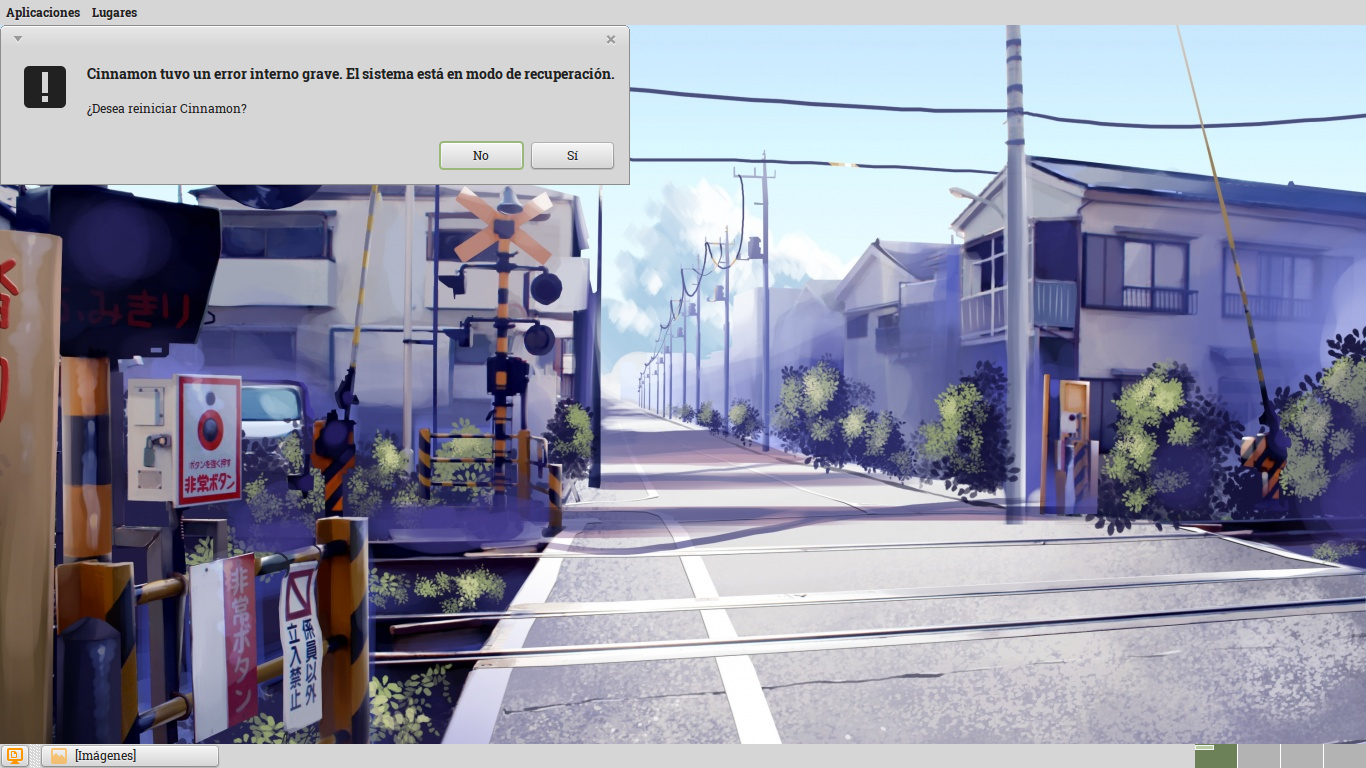 Aplicaciones Lugares
Cinnamon tuvo un error interno grave. El sistema está en modo de recuperación.
¿Desea reiniciar Cinnamon?
No Sí
ふみきり
ボタンを強く押す
非常ボタン
非常ボタン
係員以外
立入禁止
[Imágenes]